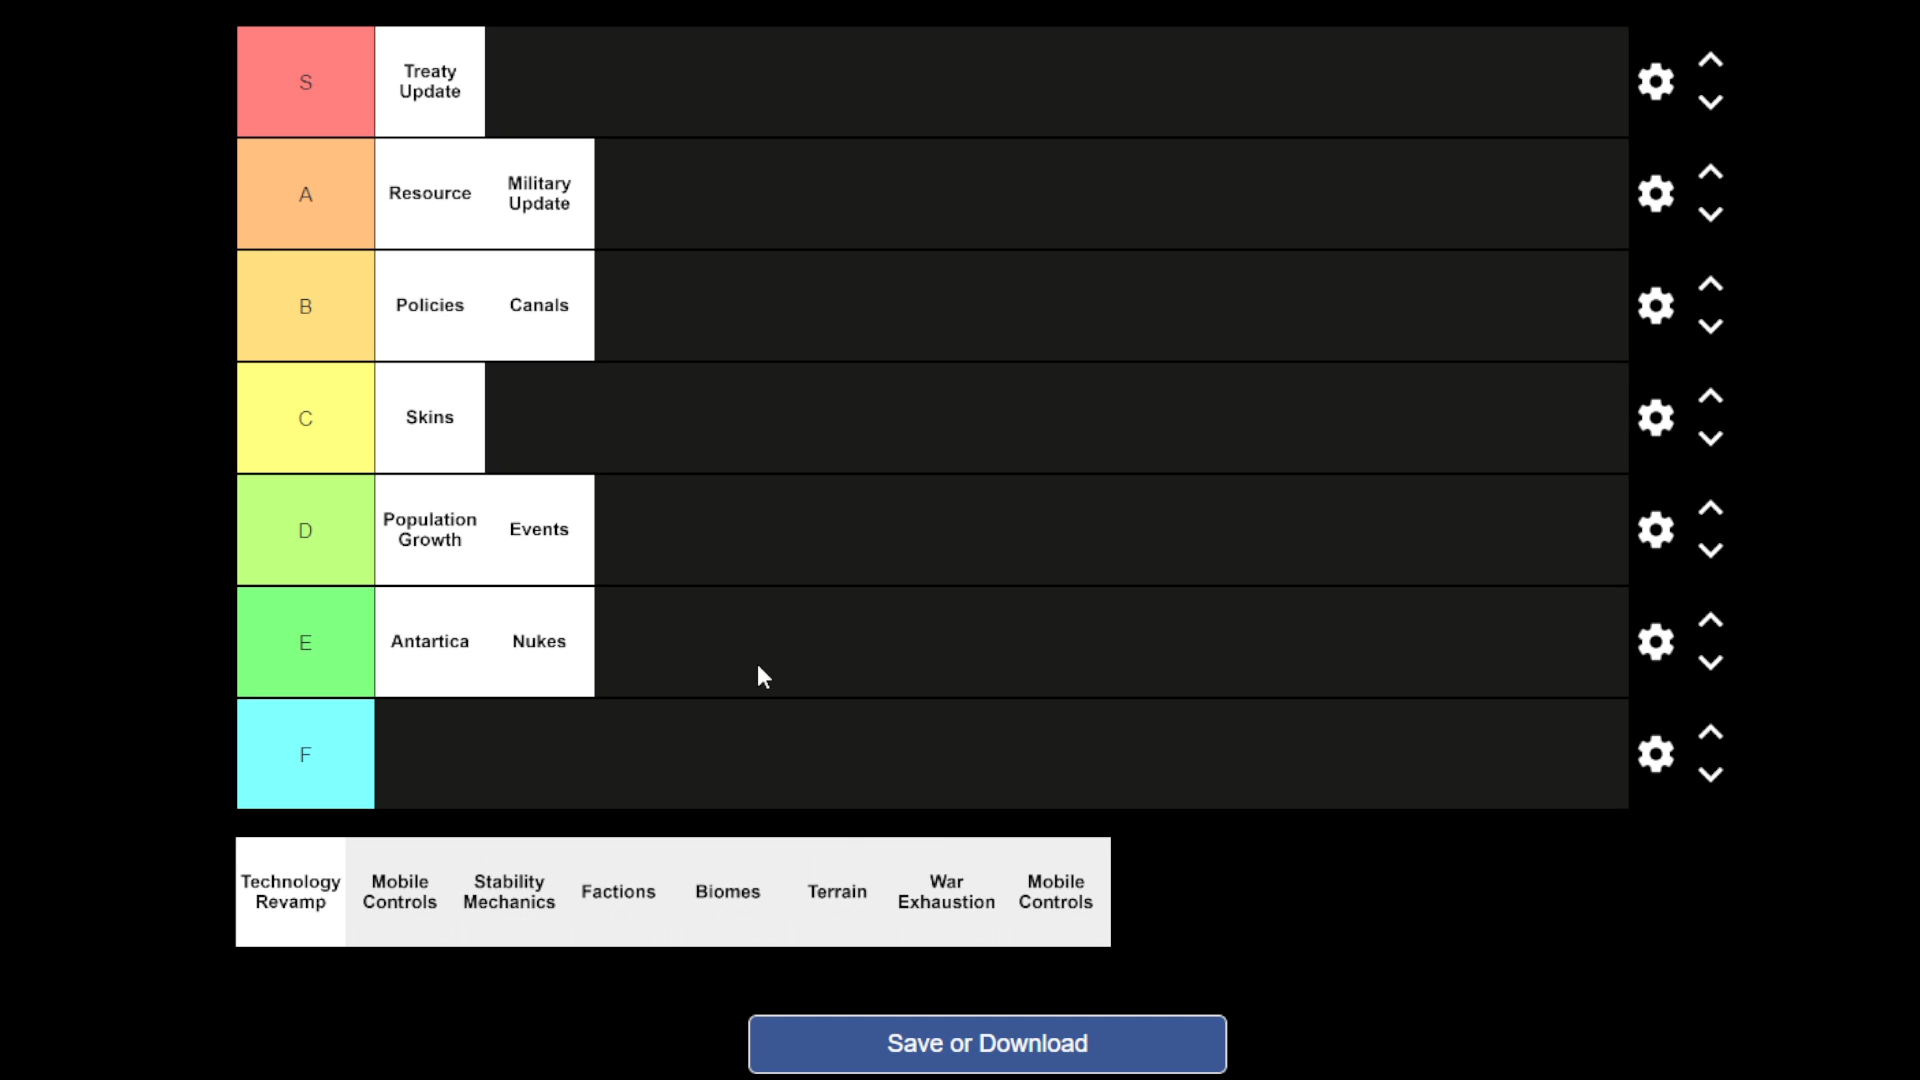 S
Treaty
Update
A
Resource
Military
Update
B
Policies
Canals
C
Skins
D
Population
Growth
Events
E
Antartica
Nukes
F
Technology
Revamp
Mobile
Controls
Stability
Mechanics
Factions
Biomes
Terrain
War
Exhaustion
Mobile
Controls
Save or Download